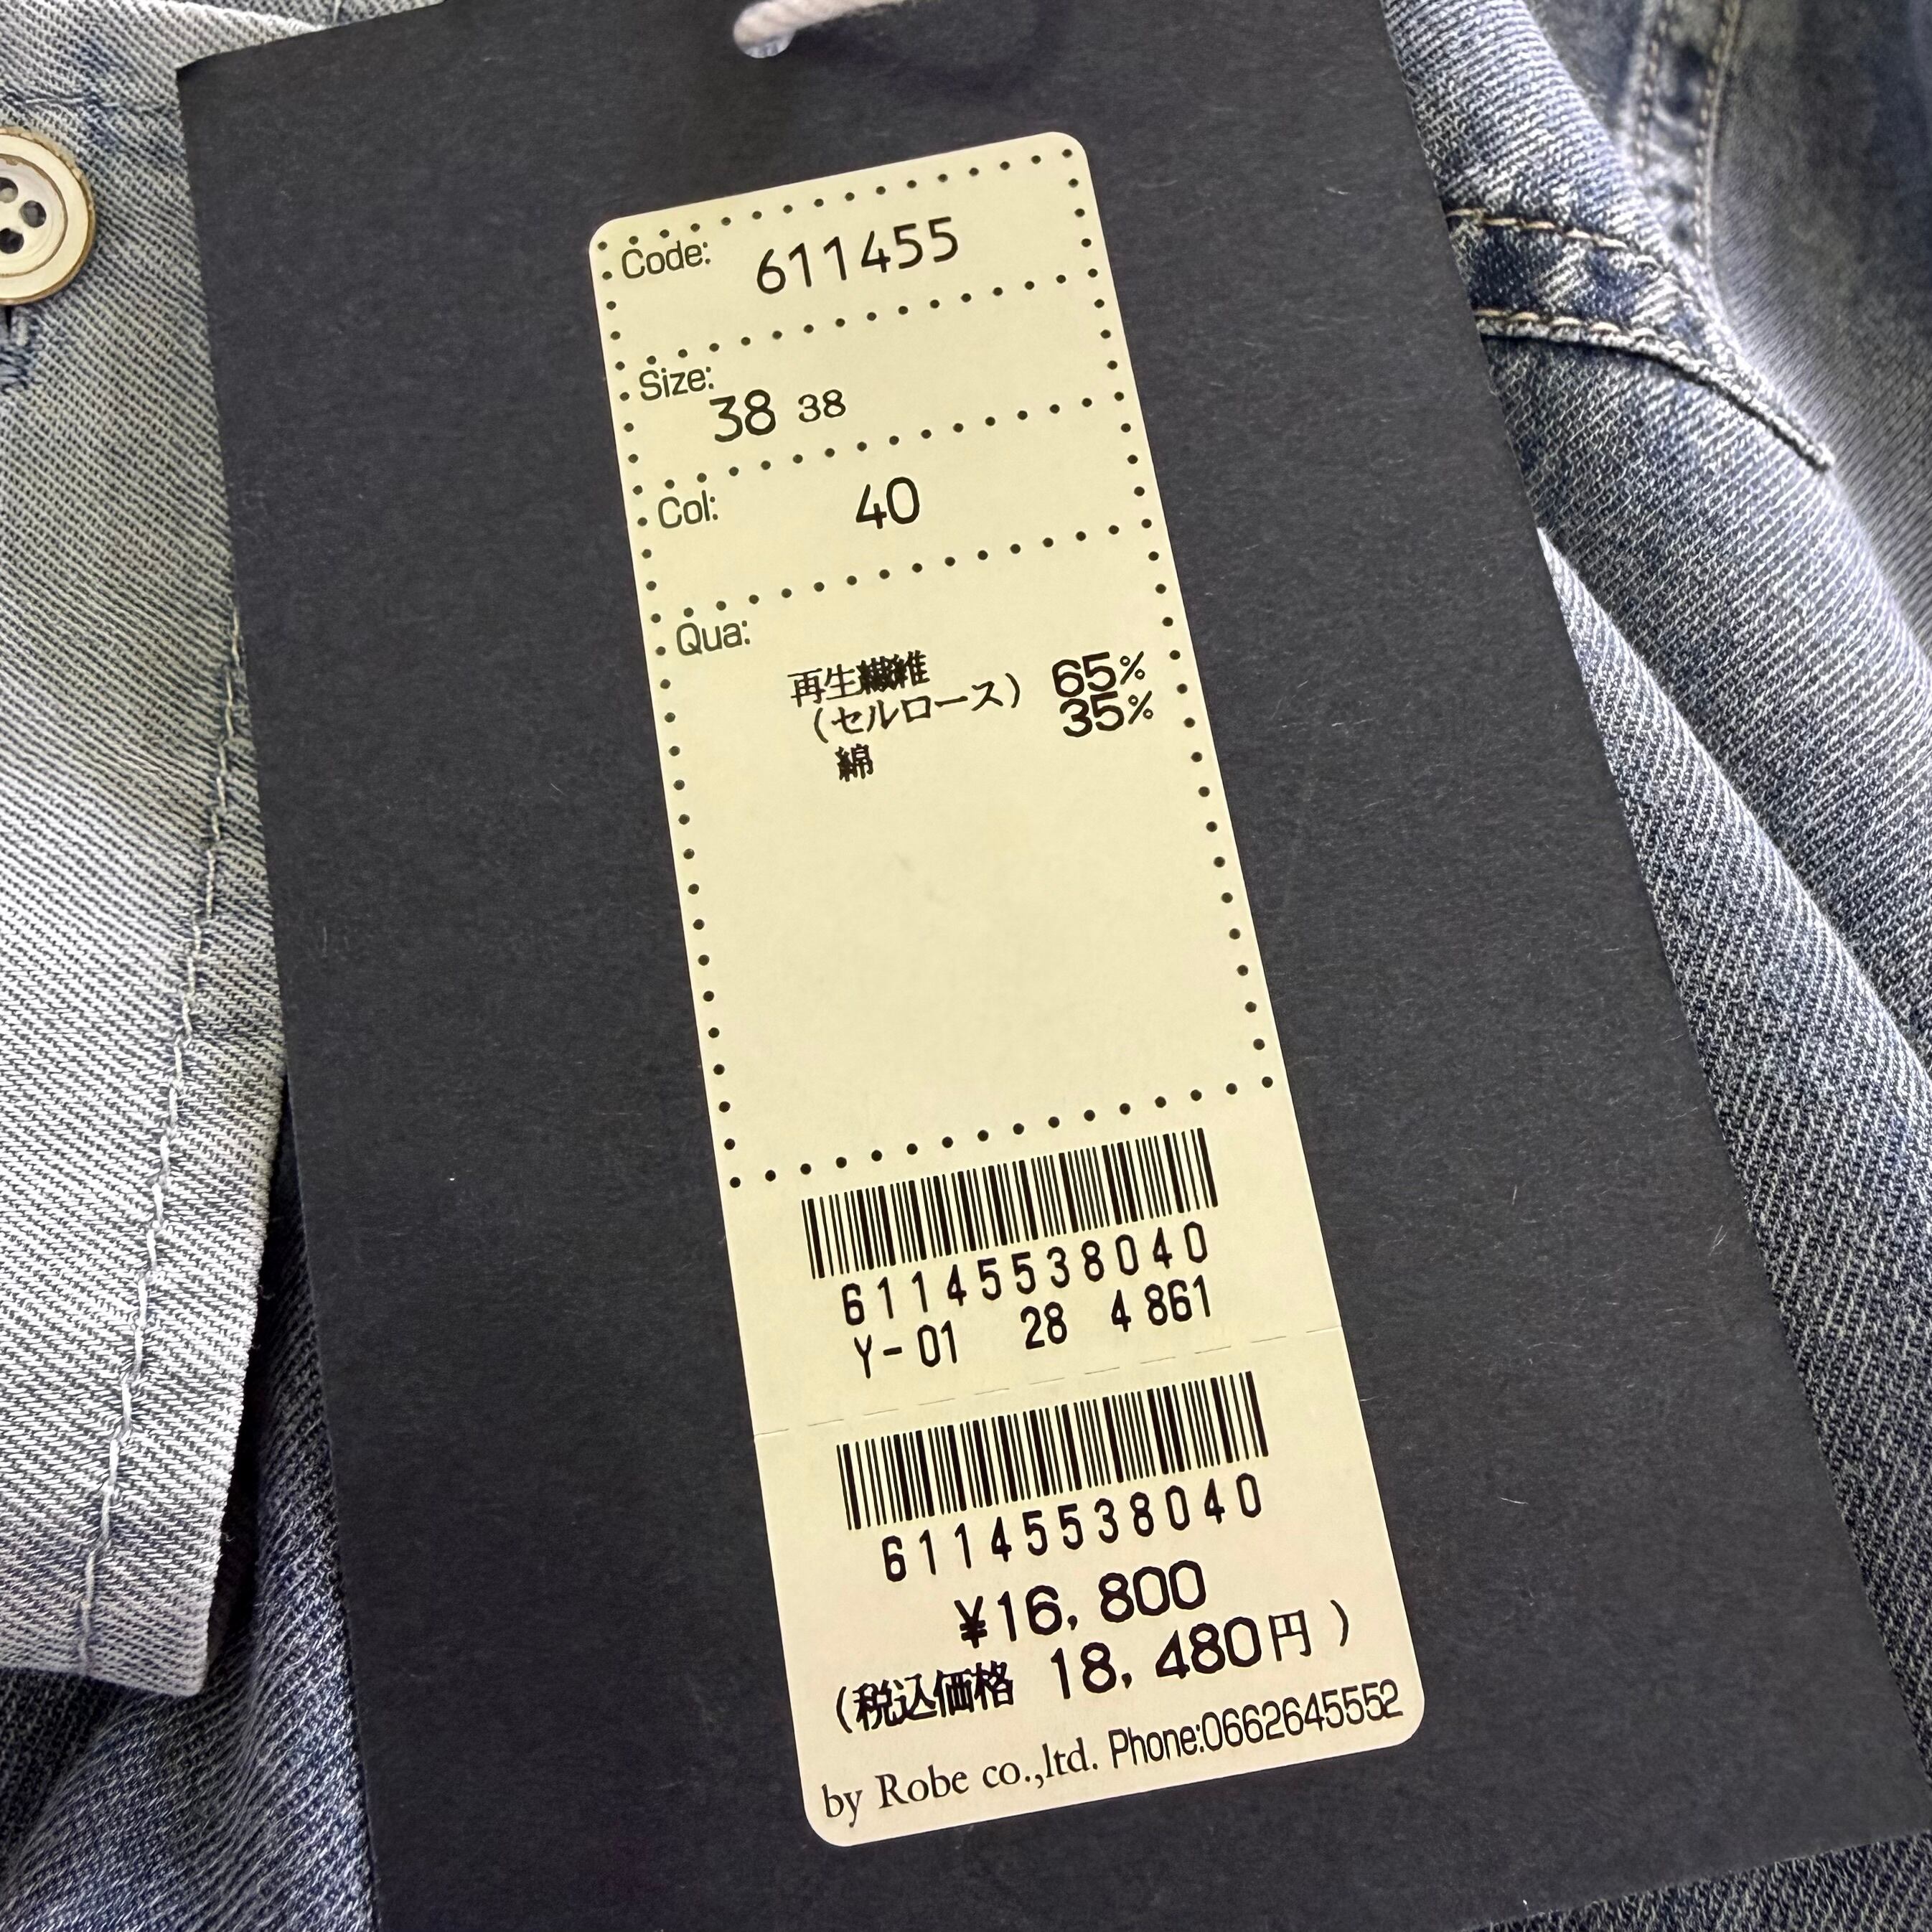 Code: 611455
Size: 38 38
Col: 40
Qua:
再生繊維 65%
(セルロース) 35%
綿
61145538040
Y-01 28 4861
61145538040
¥16,800
(税込価格 18,480円)
by Robe co.,ltd. Phone:0662645552